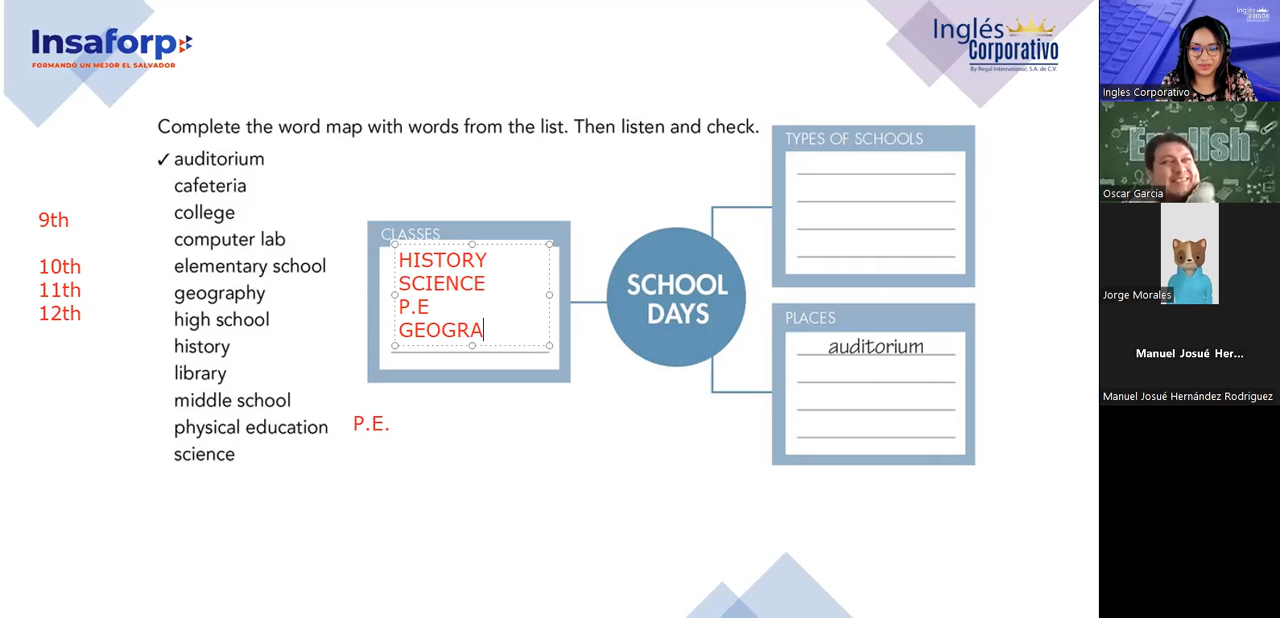 Insaforp
FORMANDO UN MEJOR EL SALVADOR
Inglés
Corporativo
By Regal International, S.A. de C.V.
Complete the word map with words from the list. Then listen and check.
✓ auditorium
cafeteria
college
computer lab
elementary school
geography
high school
history
library
middle school
physical education
science
9th
10th
11th
12th
P.E.
CLASSES
HISTORY
SCIENCE
P.E
GEOGRA
SCHOOL
DAYS
TYPES OF SCHOOLS
PLACES
auditorium
Inglés
Ingles Corporativo
English
Oscar Garcia
Jorge Morales
Manuel Josué Her...
Manuel Josué Hernández Rodriguez